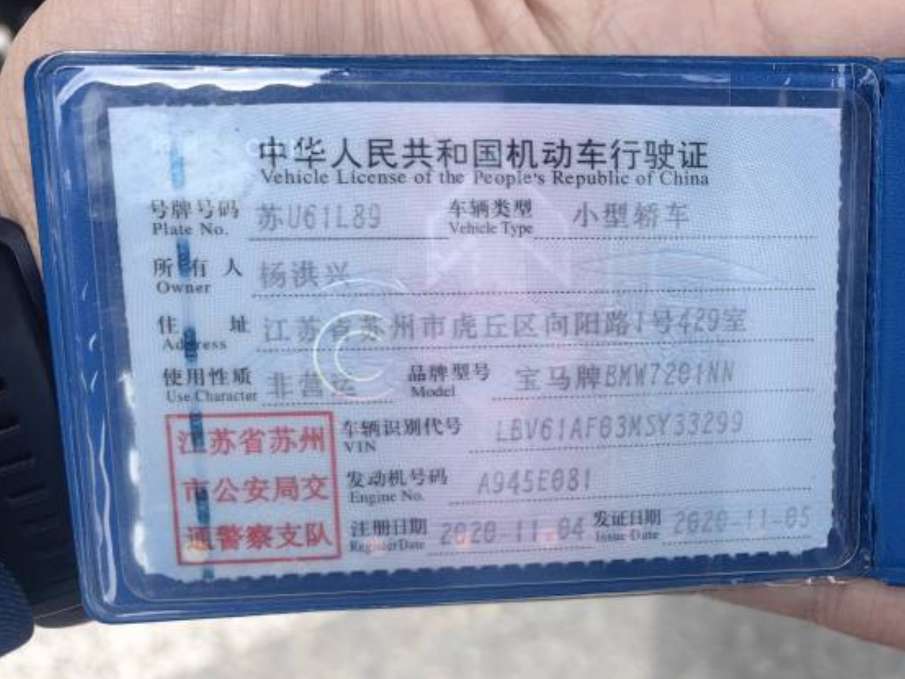 中华人民共和国机动车行驶证
Vehicle License of the People's Republic of China
号牌号码 苏U61L89 车辆类型 小型轿车
Plate No. Vehicle Type
所有人 杨洪兴
Owner
住址 江苏省苏州市虎丘区向阳路1号429室
Address
使用性质 非营运 品牌型号 宝马牌BMW7201NN
Use Character Model
江苏省苏州 车辆识别代号 LBV61AF03MSY33299
VIN
市公安局交 发动机号码 A945E081
Engine No.
通警察支队 注册日期 2020-11-04 发证日期 2020-11-05
Register Date Issue Date